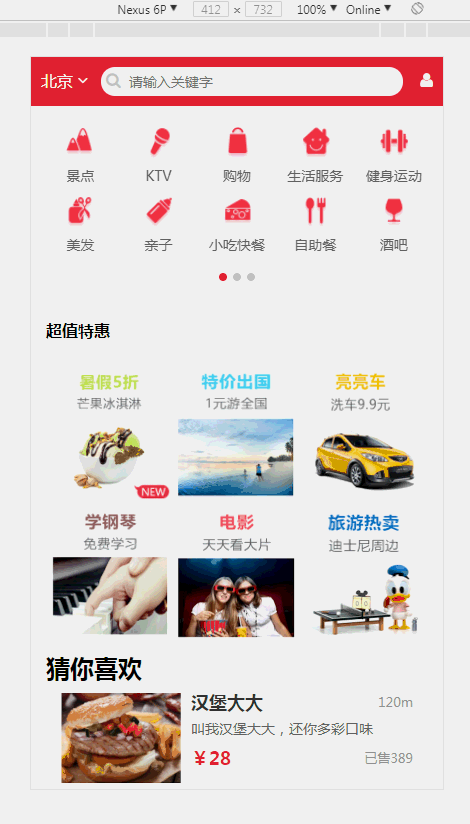 Nexus 6P 412 × 732 100% Online
北京 请输入关键字
景点 KTV 购物 生活服务 健身运动
美发 亲子 小吃快餐 自助餐 酒吧
超值特惠
暑假5折 特价出国 亮亮车
芒果冰淇淋 1元游全国 洗车9.9元
NEW
学钢琴 电影 旅游热卖
免费学习 天天看大片 迪士尼周边
猜你喜欢
汉堡大大 120m
叫我汉堡大大，还你多彩口味
￥28 已售389